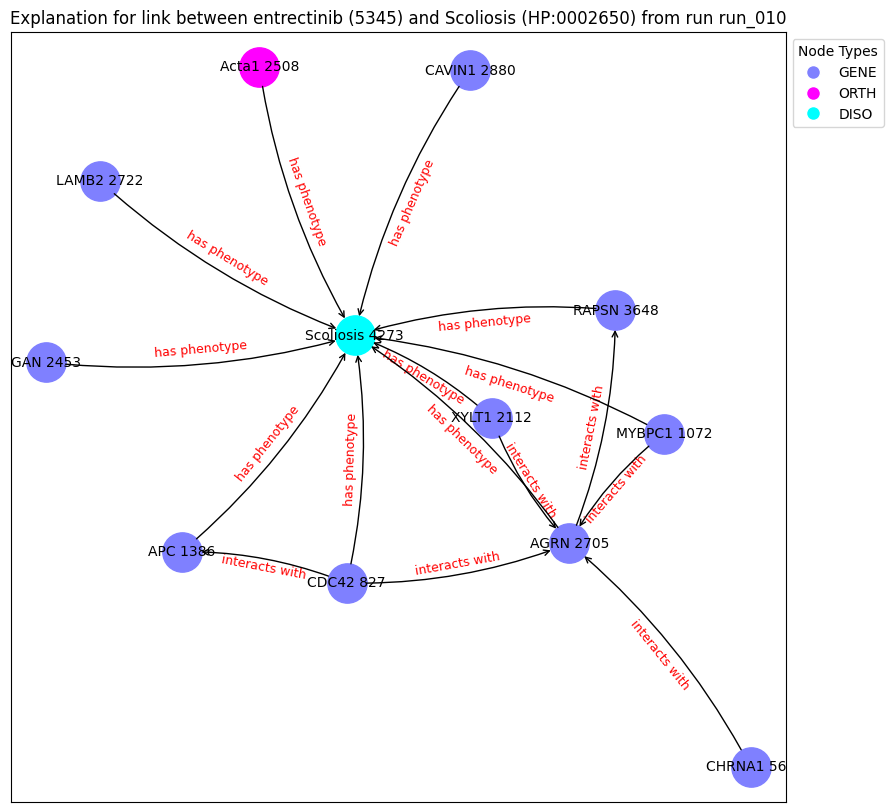 Explanation for link between entrectinib (5345) and Scoliosis (HP:0002650) from run run_010
Node Types
GENE
ORTH
DISO
Acta1 2508
CAVIN1 2880
has phenotype
has phenotype
LAMB2 2722
has phenotype
RAPSN 3648
has phenotype
Scoliosis 4273
GAN 2453
has phenotype
has phenotype
has phenotype
XYLT1 2112
MYBPC1 1072
has phenotype
has phenotype
has phenotype
interacts with
interacts with
interacts with
AGRN 2705
APC 1386
interacts with
interacts with
CDC42 827
interacts with
CHRNA1 56